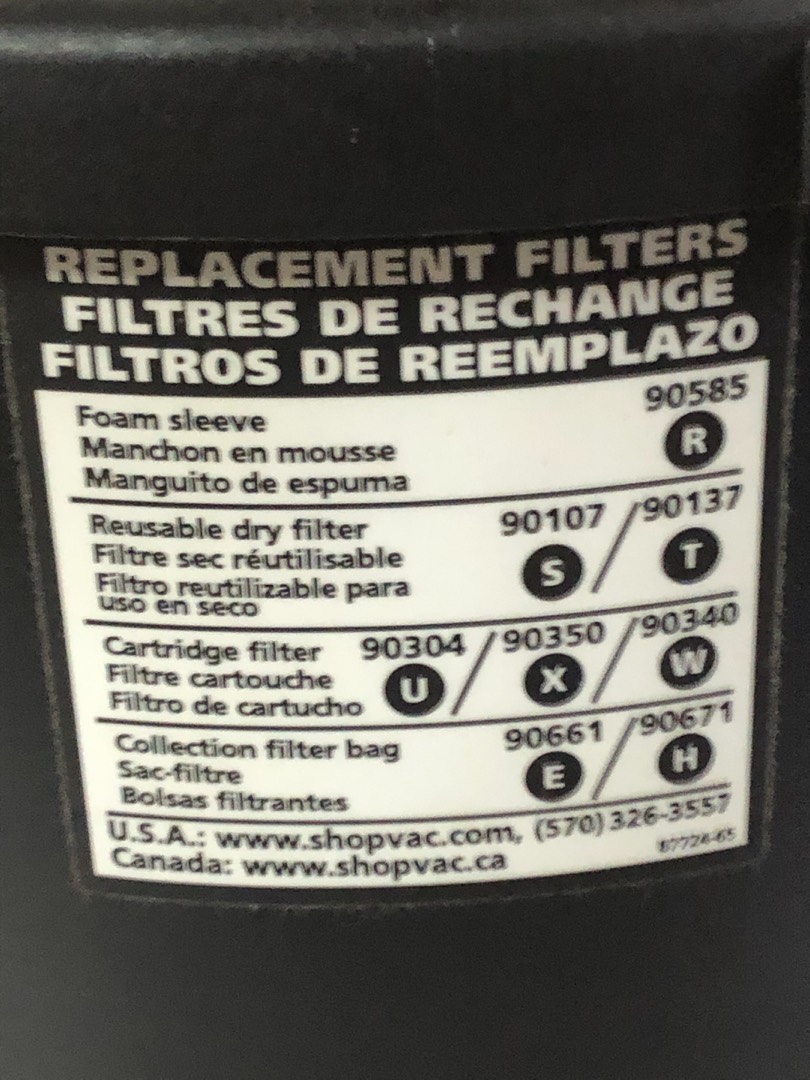 REPLACEMENT FILTERS
FILTRES DE RECHANGE
FILTROS DE REEMPLAZO
Foam sleeve 90585
Manchon en mousse R
Manguito de espuma
Reusable dry filter 90107 / 90137
Filtre sec réutilisable S / T
Filtro reutilizable para
uso en seco
Cartridge filter 90304 / 90350 / 90340
Filtre cartouche U / X / W
Filtro de cartucho
Collection filter bag 90661 / 90671
Sac-filtre E / H
Bolsas filtrantes
U.S.A.: www.shopvac.com, (570) 326-3557
Canada: www.shopvac.ca 87724-65